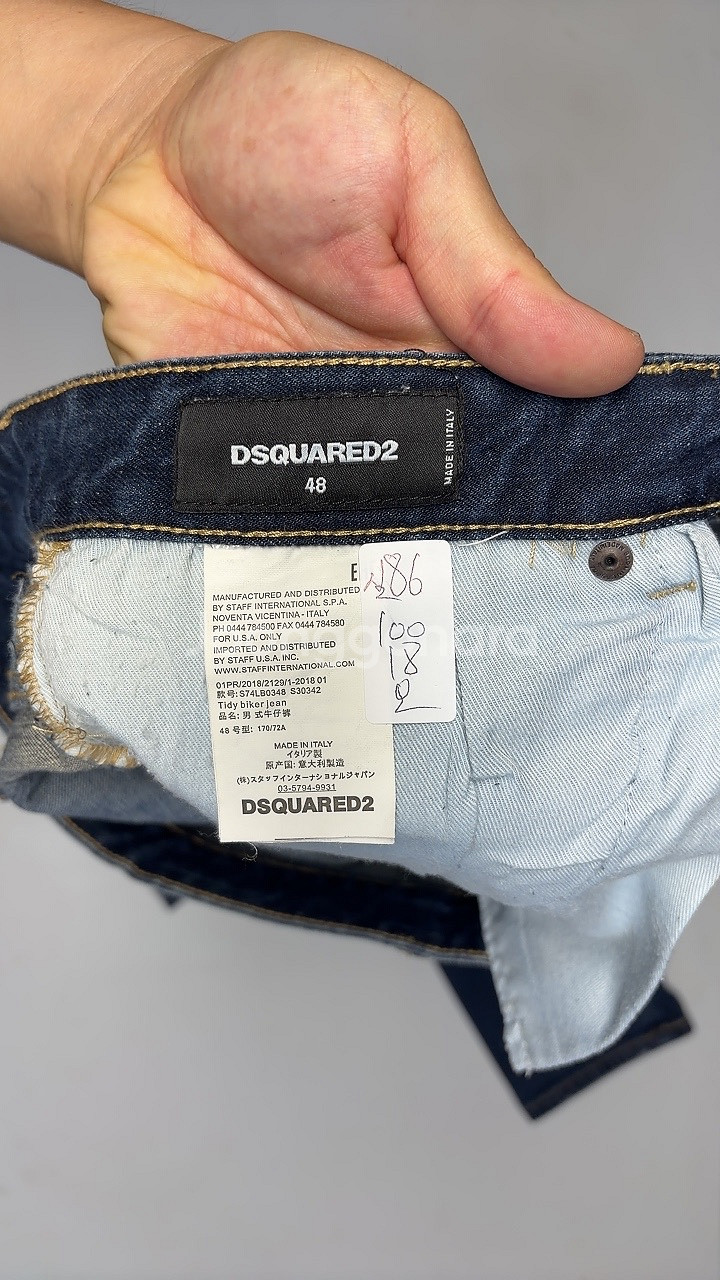 DSQUARED2
48
MADE IN ITALY
MANUFACTURED AND DISTRIBUTED
BY STAFF INTERNATIONAL S.P.A.
NOVENTA VICENTINA - ITALY
PH 0444 784500 FAX 0444 784580
FOR U.S.A. ONLY
IMPORTED AND DISTRIBUTED
BY STAFF U.S.A. INC.
WWW.STAFFINTERNATIONAL.COM
01PR/2018/2129/1-2018 01
款号: S74LB0348 S30342
Tidy biker jean
品名: 男 式牛仔裤
48 号型: 170/72A
MADE IN ITALY
イタリア製
原产国: 意大利製造
(株)スタッフインターナショナルジャパン
03-5794-9931
DSQUARED2
186
100
18
2